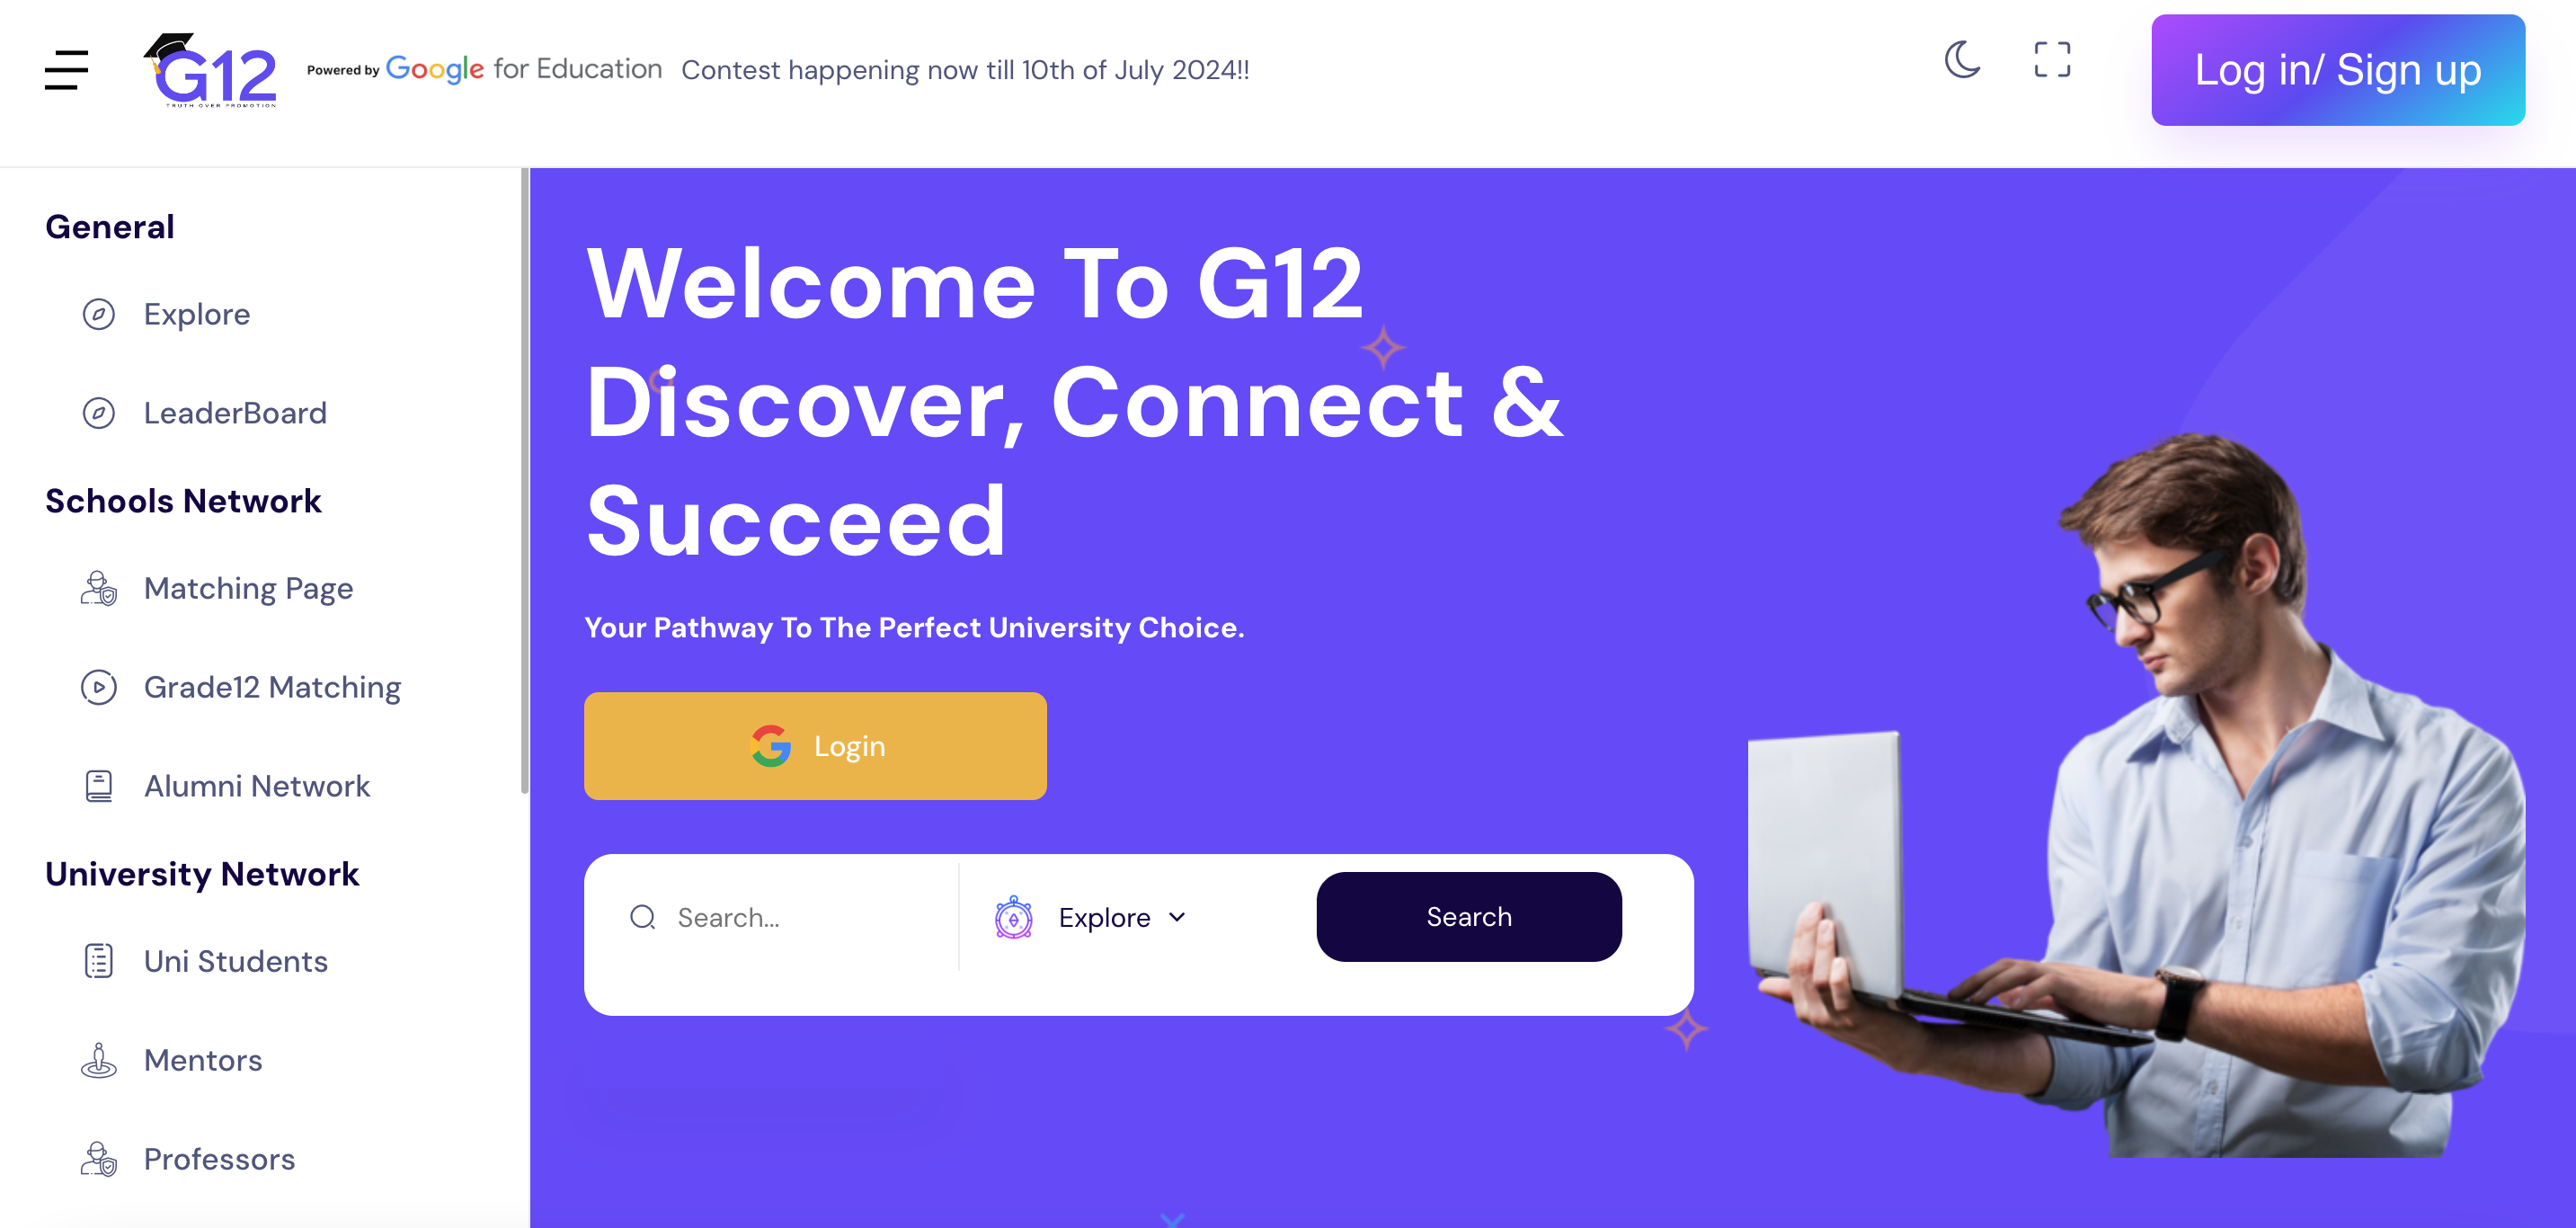 G12
TRUTH OVER PROMOTION
Powered by Google for Education
Contest happening now till 10th of July 2024!!
Log in/ Sign up
General
Explore
LeaderBoard
Schools Network
Matching Page
Grade12 Matching
Alumni Network
University Network
Uni Students
Mentors
Professors
Welcome To G12
Discover, Connect &
Succeed
Your Pathway To The Perfect University Choice.
Login
Search...
Explore
Search